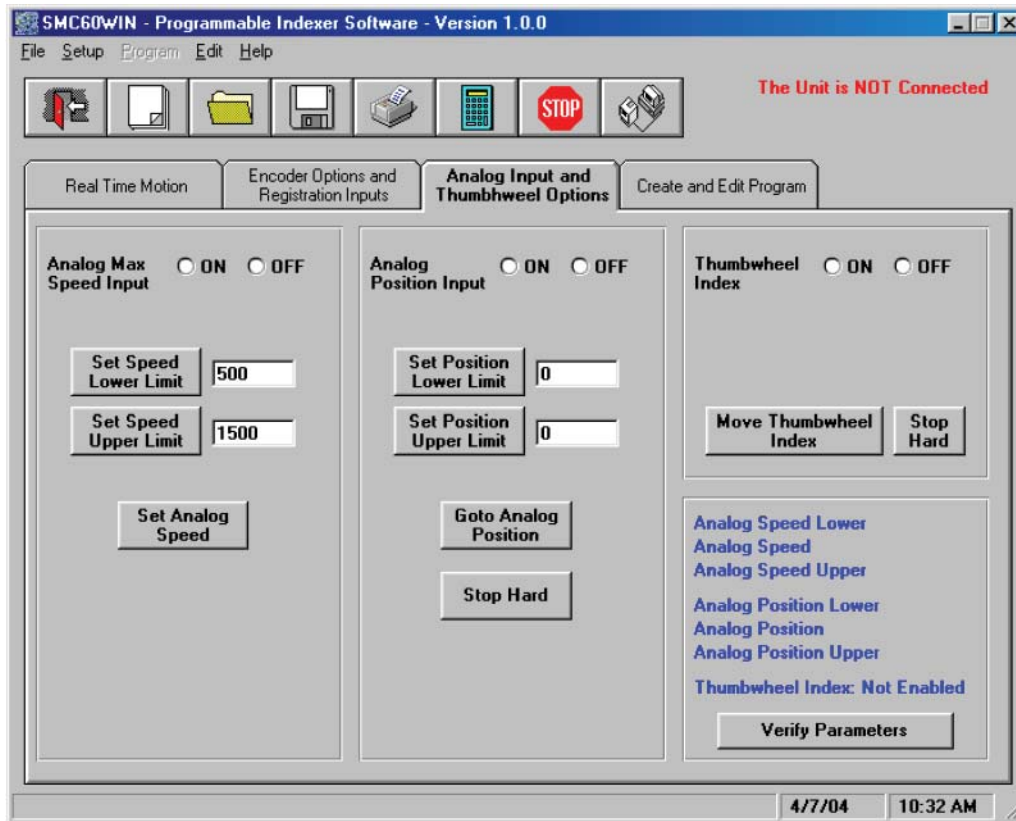 SMC60WIN - Programmable Indexer Software - Version 1.0.0
File Setup Program Edit Help
STOP
The Unit is NOT Connected
Real Time Motion
Encoder Options and
Registration Inputs
Analog Input and
Thumbhweel Options
Create and Edit Program
Analog Max
Speed Input
ON OFF
Set Speed
Lower Limit
500
Set Speed
Upper Limit
1500
Set Analog
Speed
Analog
Position Input
ON OFF
Set Position
Lower Limit
0
Set Position
Upper Limit
0
Goto Analog
Position
Stop Hard
Thumbwheel
Index
ON OFF
Move Thumbwheel
Index
Stop
Hard
Analog Speed Lower
Analog Speed
Analog Speed Upper
Analog Position Lower
Analog Position
Analog Position Upper
Thumbwheel Index: Not Enabled
Verify Parameters
4/7/04 10:32 AM